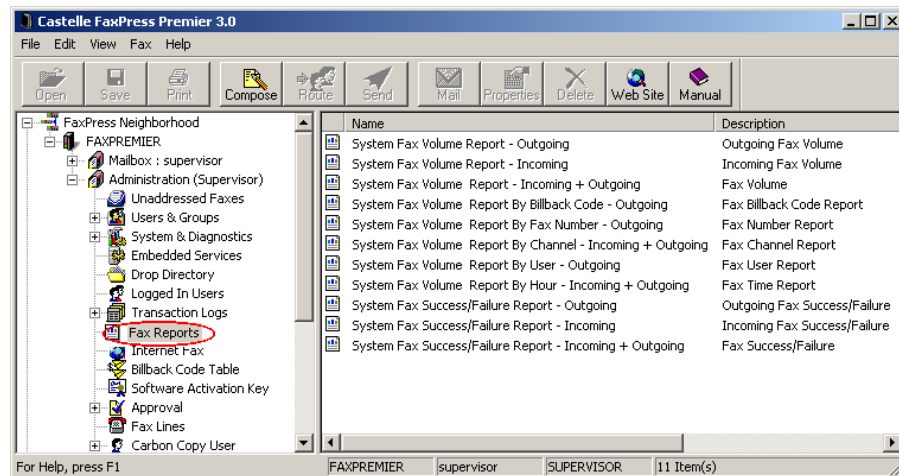 Castelle FaxPress Premier 3.0
File Edit View Fax Help
Open Save Print Compose Route Send Mail Properties Delete Web Site Manual
FaxPress Neighborhood
FAXPREMIER
Mailbox : supervisor
Administration (Supervisor)
Unaddressed Faxes
Users & Groups
System & Diagnostics
Embedded Services
Drop Directory
Logged In Users
Transaction Logs
Fax Reports
Internet Fax
Billback Code Table
Software Activation Key
Approval
Fax Lines
Carbon Copy User
Name Description
System Fax Volume Report - Outgoing Outgoing Fax Volume
System Fax Volume Report - Incoming Incoming Fax Volume
System Fax Volume  Report - Incoming + Outgoing Fax Volume
System Fax Volume  Report By Billback Code - Outgoing Fax Billback Code Report
System Fax Volume  Report By Fax Number - Outgoing Fax Number Report
System Fax Volume  Report By Channel - Incoming + Outgoing Fax Channel Report
System Fax Volume  Report By User - Outgoing Fax User Report
System Fax Volume  Report By Hour - Incoming + Outgoing Fax Time Report
System Fax Success/Failure Report - Outgoing Outgoing Fax Success/Failure
System Fax Success/Failure Report - Incoming Incoming Fax Success/Failure
System Fax Success/Failure Report - Incoming + Outgoing Fax Success/Failure
For Help, press F1 FAXPREMIER supervisor SUPERVISOR 11 Item(s)